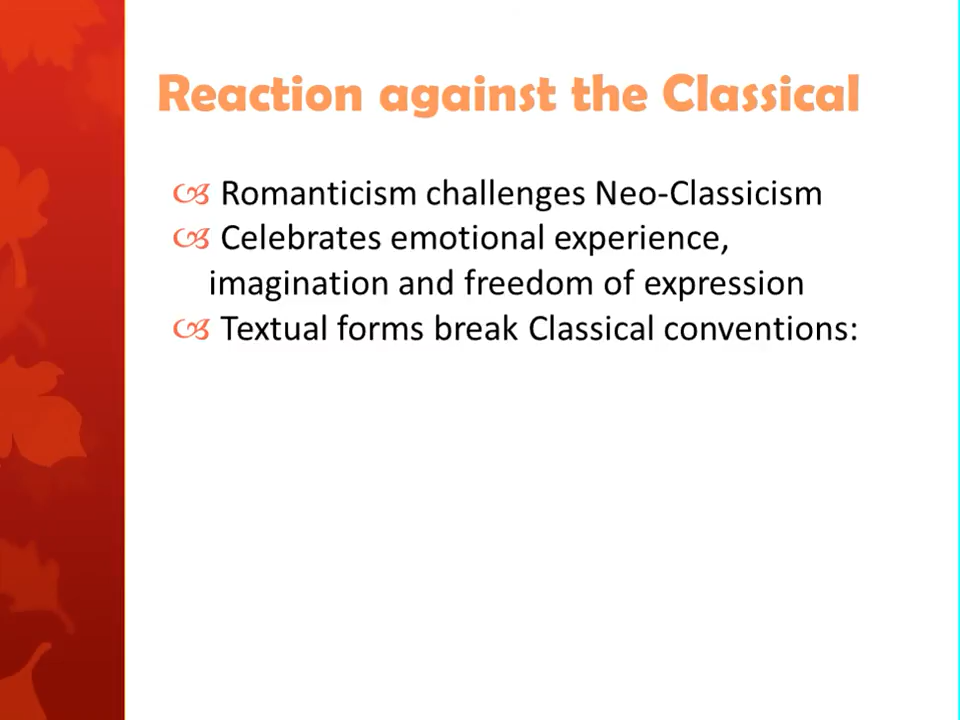 Reaction against the Classical
Romanticism challenges Neo-Classicism
Celebrates emotional experience,
imagination and freedom of expression
Textual forms break Classical conventions: